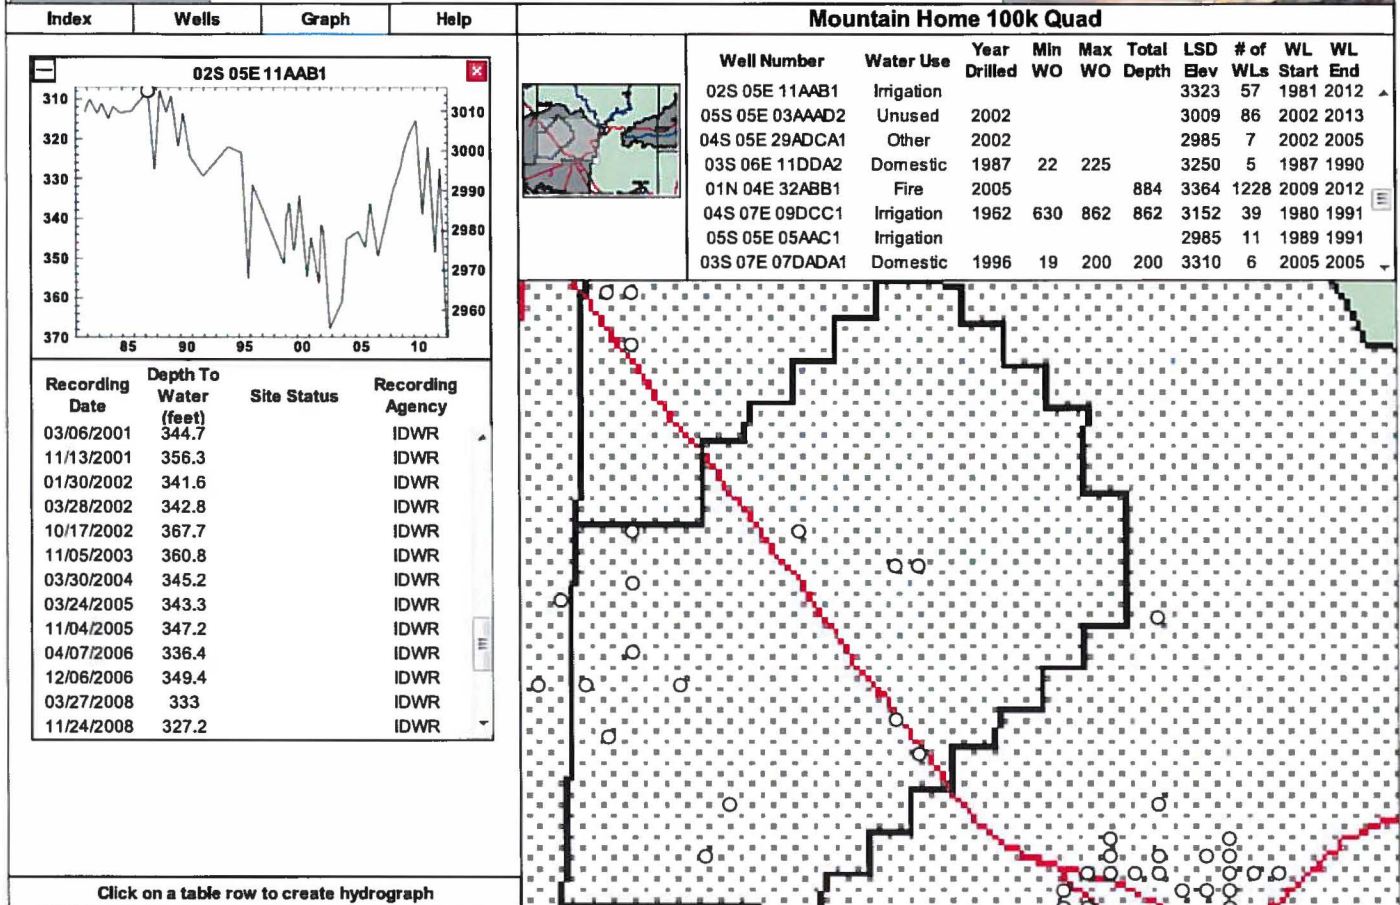 Index Wells Graph Help
Mountain Home 100k Quad
02S 05E 11AAB1
310 3010
320 3000
330 2990
340 2980
350 2970
360 2960
370
85 90 95 00 05 10
Recording Date Depth To Water (feet) Site Status Recording Agency
03/06/2001 344.7 IDWR
11/13/2001 356.3 IDWR
01/30/2002 341.6 IDWR
03/28/2002 342.8 IDWR
10/17/2002 367.7 IDWR
11/05/2003 360.8 IDWR
03/30/2004 345.2 IDWR
03/24/2005 343.3 IDWR
11/04/2005 347.2 IDWR
04/07/2006 336.4 IDWR
12/06/2006 349.4 IDWR
03/27/2008 333 IDWR
11/24/2008 327.2 IDWR
Click on a table row to create hydrograph
Well Number Water Use Year Drilled Min WO Max WO Total Depth LSD Elev # of WLs WL Start WL End
02S 05E 11AAB1 Irrigation 3323 57 1981 2012
05S 05E 03AAAD2 Unused 2002 3009 86 2002 2013
04S 05E 29ADCA1 Other 2002 2985 7 2002 2005
03S 06E 11DDA2 Domestic 1987 22 225 3250 5 1987 1990
01N 04E 32ABB1 Fire 2005 884 3364 1228 2009 2012
04S 07E 09DCC1 Irrigation 1962 630 862 862 3152 39 1980 1991
05S 05E 05AAC1 Irrigation 2985 11 1989 1991
03S 07E 07DADA1 Domestic 1996 19 200 200 3310 6 2005 2005